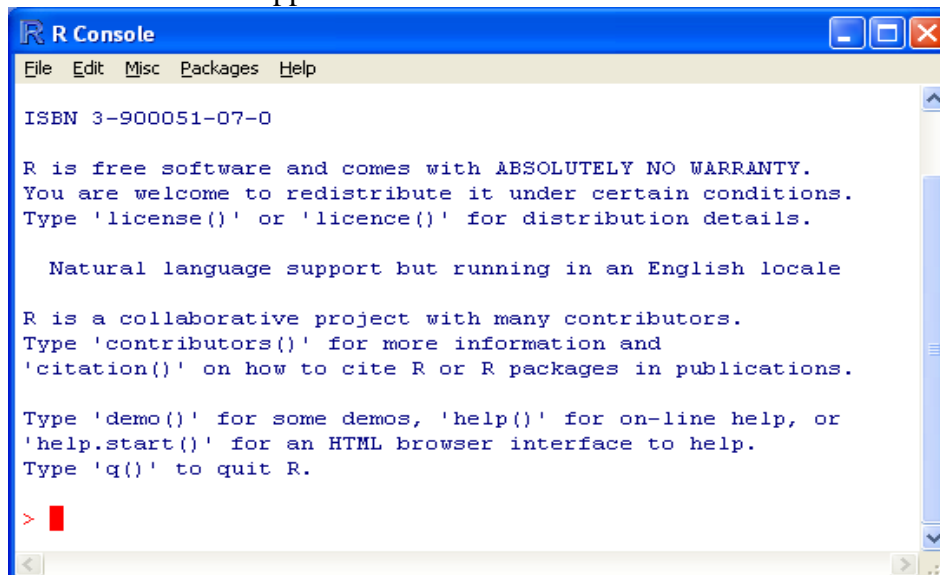 R Console
File Edit Misc Packages Help
ISBN 3-900051-07-0
R is free software and comes with ABSOLUTELY NO WARRANTY.
You are welcome to redistribute it under certain conditions.
Type 'license()' or 'licence()' for distribution details.
Natural language support but running in an English locale
R is a collaborative project with many contributors.
Type 'contributors()' for more information and
'citation()' on how to cite R or R packages in publications.
Type 'demo()' for some demos, 'help()' for on-line help, or
'help.start()' for an HTML browser interface to help.
Type 'q()' to quit R.
>